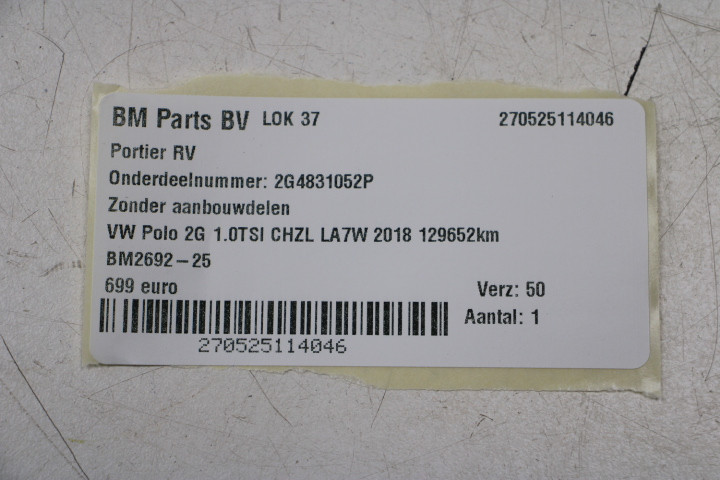 BM Parts BV LOK 37 270525114046
Portier RV
Onderdeelnummer: 2G4831052P
Zonder aanbouwdelen
VW Polo 2G 1.0TSI CHZL LA7W 2018 129652km
BM2692-25
699 euro Verz: 50
Aantal: 1
270525114046